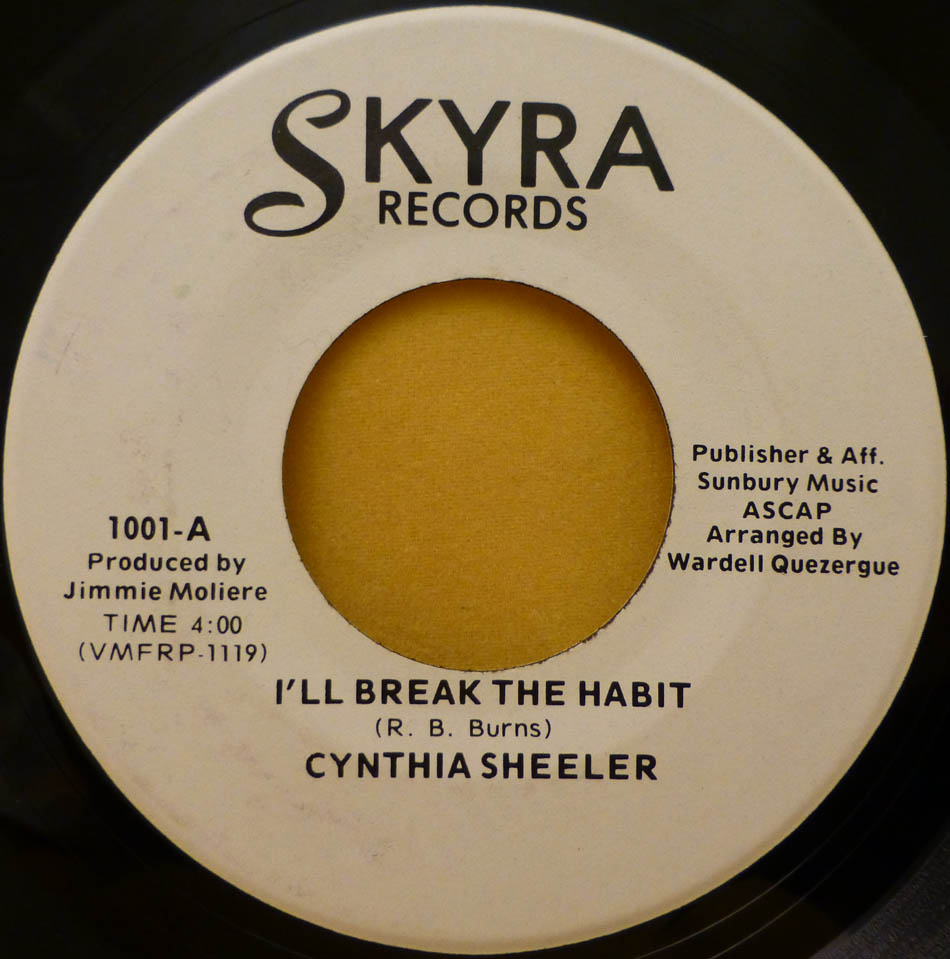 SKYRA
RECORDS
Publisher & Aff.
Sunbury Music
ASCAP
Arranged By
Wardell Quezergue
1001-A
Produced by
Jimmie Moliere
TIME 4:00
(VMFRP-1119)
I'LL BREAK THE HABIT
(R. B. Burns)
CYNTHIA SHEELER